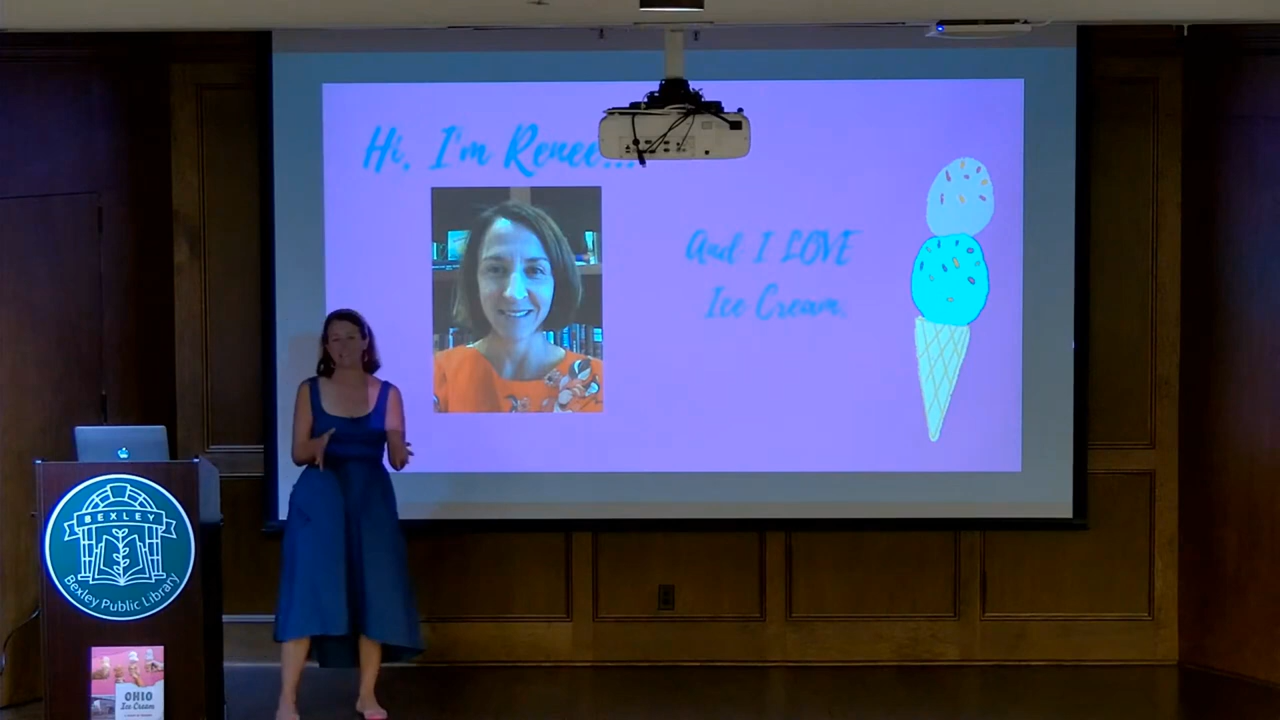 Hi, I'm Renee...
And I LOVE
Ice Cream.
BEXLEY
Bexley Public Library
OHIO
Ice Cream